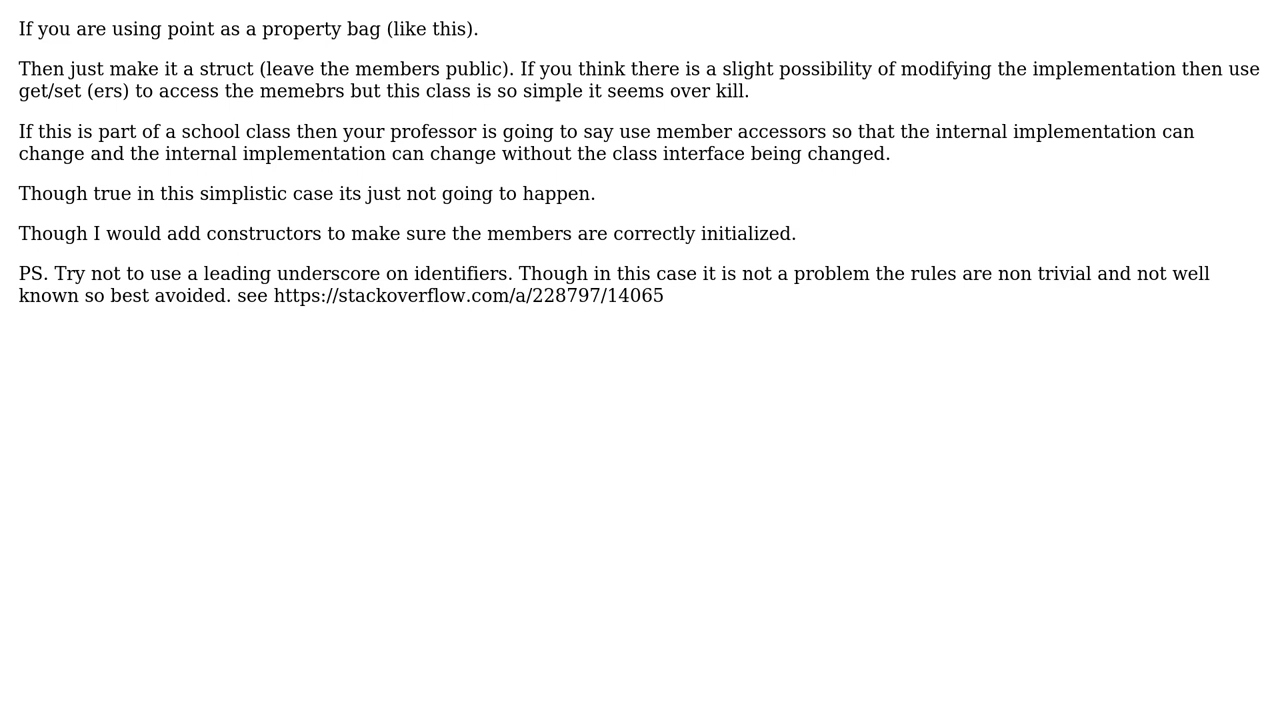 If you are using point as a property bag (like this).
Then just make it a struct (leave the members public). If you think there is a slight possibility of modifying the implementation then use
get/set (ers) to access the memebrs but this class is so simple it seems over kill.
If this is part of a school class then your professor is going to say use member accessors so that the internal implementation can
change and the internal implementation can change without the class interface being changed.
Though true in this simplistic case its just not going to happen.
Though I would add constructors to make sure the members are correctly initialized.
PS. Try not to use a leading underscore on identifiers. Though in this case it is not a problem the rules are non trivial and not well
known so best avoided. see https://stackoverflow.com/a/228797/14065